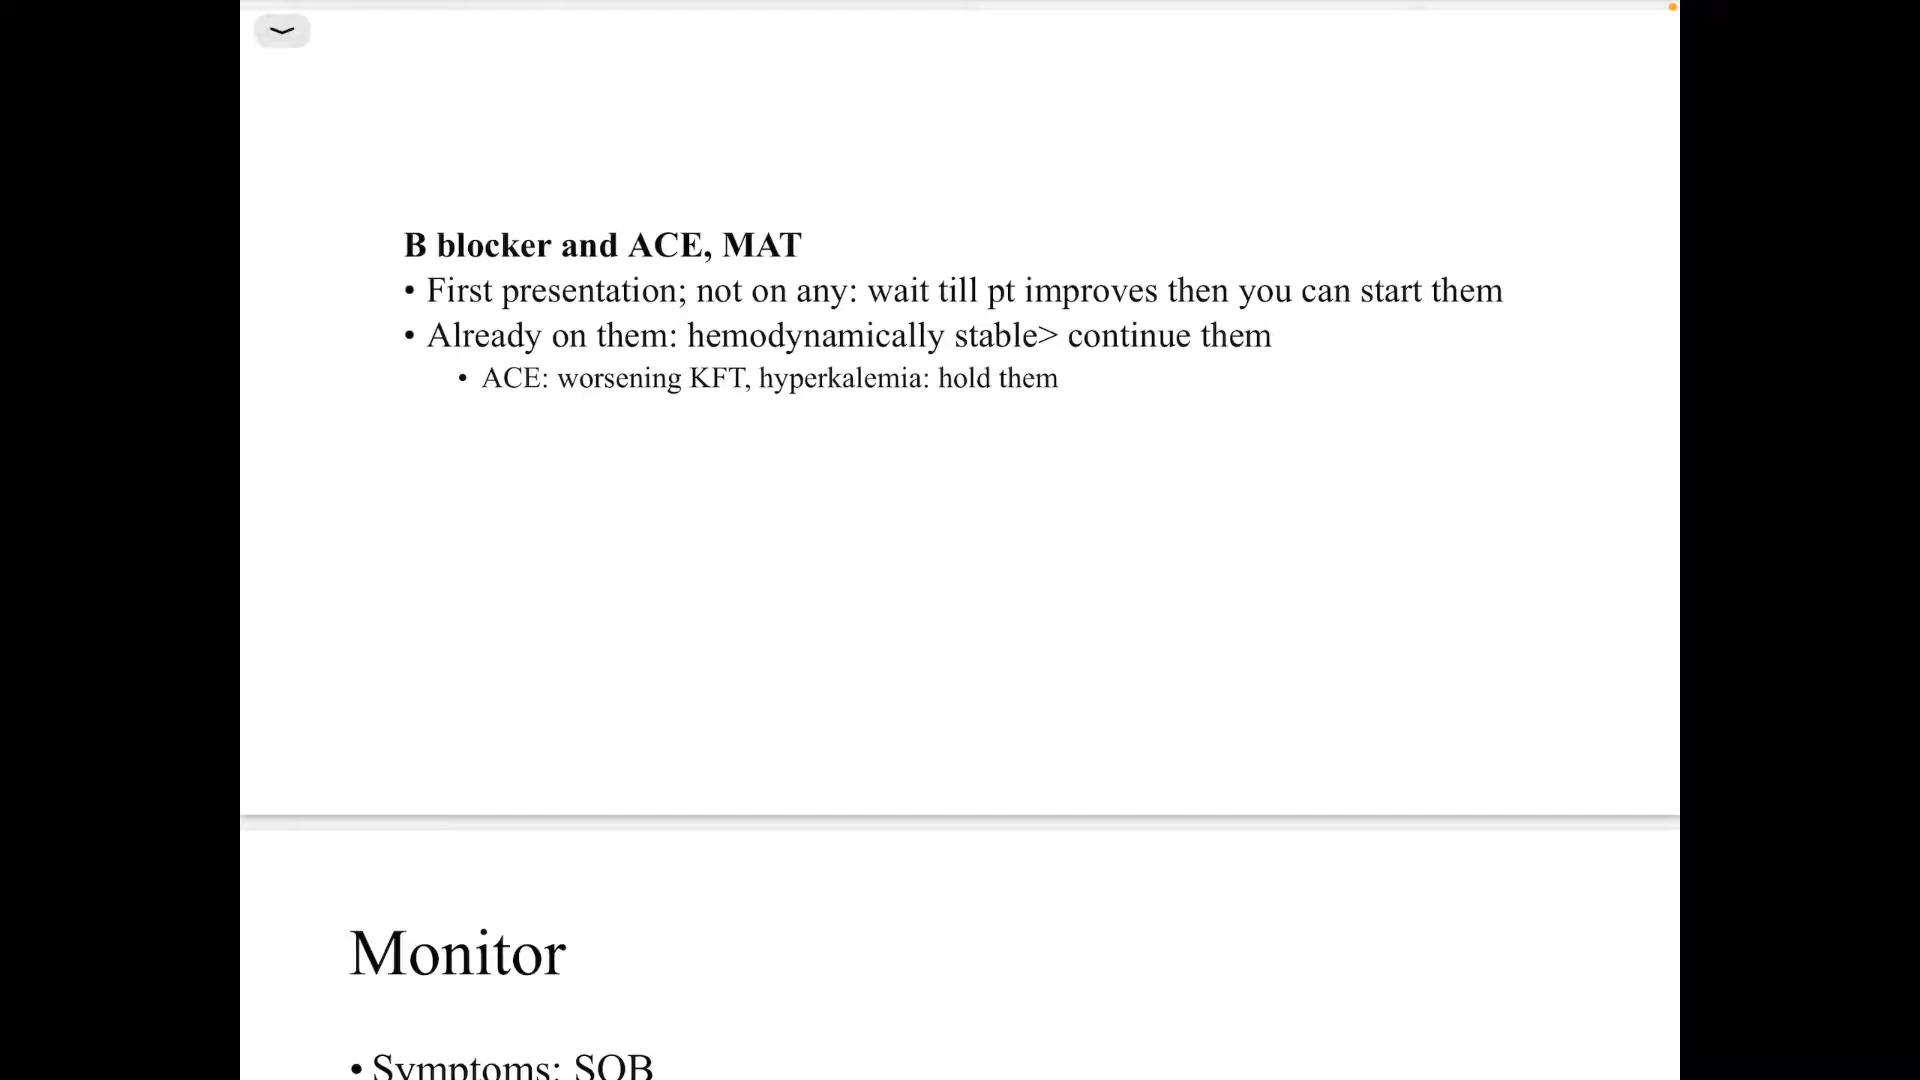 B blocker and ACE, MAT
• First presentation; not on any: wait till pt improves then you can start them
• Already on them: hemodynamically stable> continue them
• ACE: worsening KFT, hyperkalemia: hold them
Monitor
• Symptoms: SOB